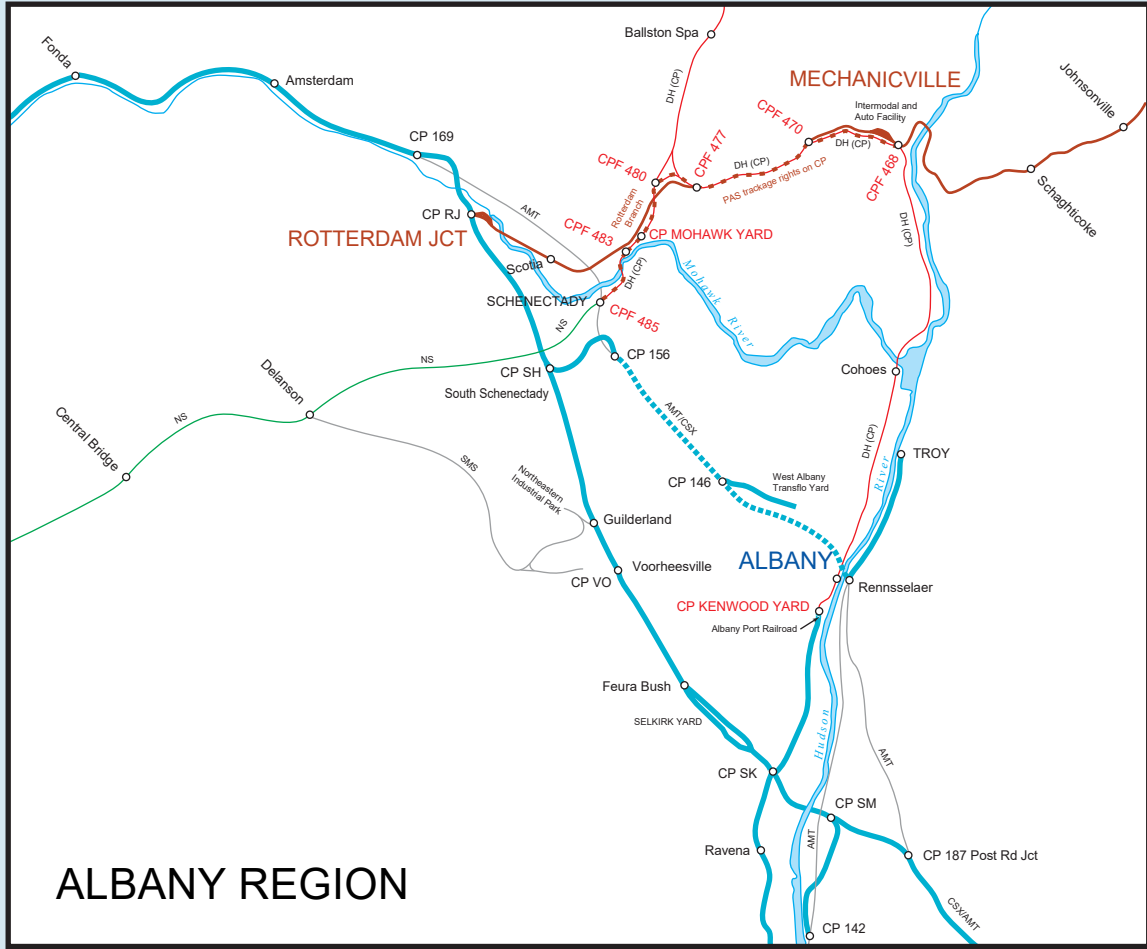 Ballston Spa
Fonda
Amsterdam
DH (CP)
MECHANICVILLE
Intermodal and
Auto Facility
Johnsonville
CP 169
CPF 470
CPF 477
CPF 480
DH (CP)
DH (CP)
CPF 468
PAS trackage rights on CP
Schaghticoke
AMT
CP RJ
ROTTERDAM JCT
Rotterdam
Branch
CPF 483
CP MOHAWK YARD
DH (CP)
Scotia
DH (CP)
Mohawk
River
SCHENECTADY
CPF 485
NS
NS
CP 156
CP SH
South Schenectady
Cohoes
Delanson
NS
Central Bridge
AMT/CSX
DH (CP)
SMS
Northeastern
Industrial Park
TROY
River
CP 146
West Albany
Transflo Yard
Guilderland
Voorheesville
CP VO
ALBANY
Rennsselaer
CP KENWOOD YARD
Albany Port Railroad
Feura Bush
SELKIRK YARD
Hudson
AMT
CP SK
CP SM
AMT
Ravena
CP 187 Post Rd Jct
ALBANY REGION
CSX/AMT
CP 142